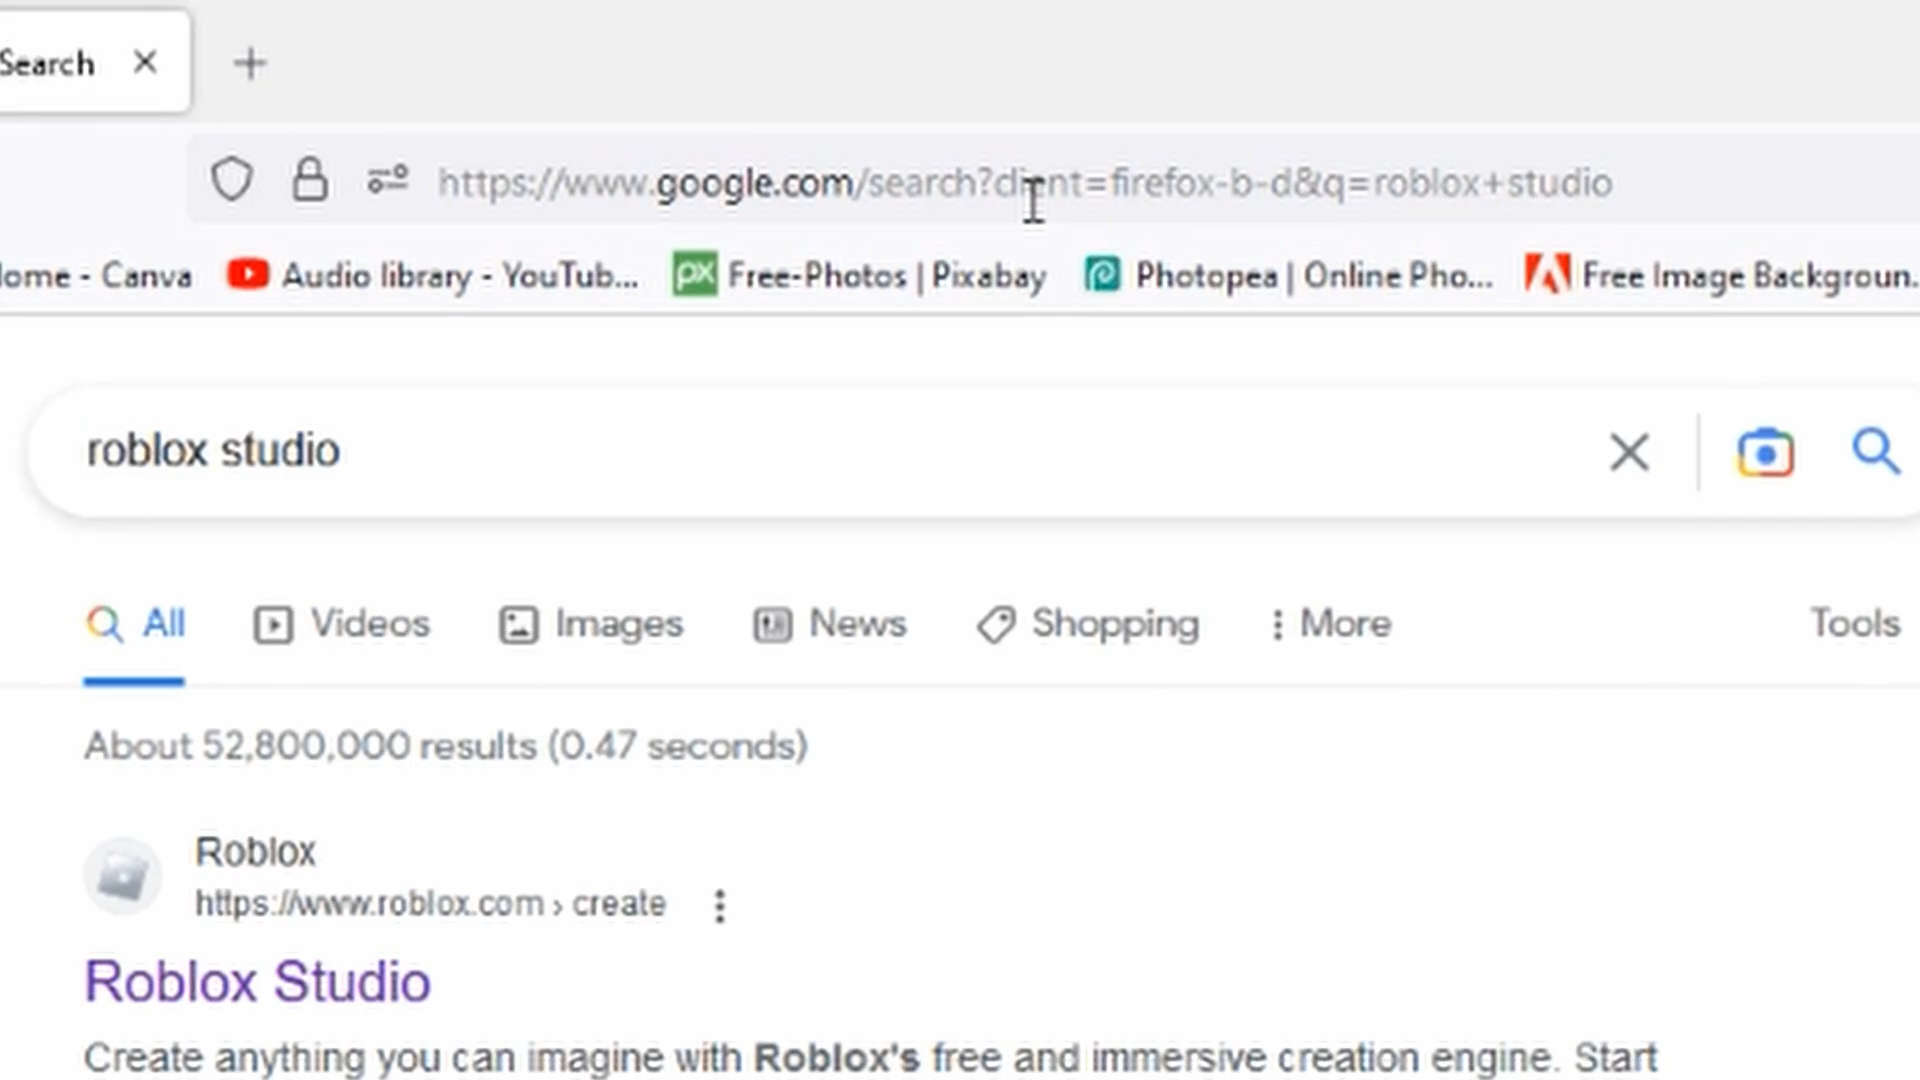 Search
https://www.google.com/search?client=firefox-b-d&q=roblox+studio
ome - Canva Audio library - YouTub... Free-Photos | Pixabay Photopea | Online Pho... Free Image Backgroun.
roblox studio
All Videos Images News Shopping More Tools
About 52,800,000 results (0.47 seconds)
Roblox
https://www.roblox.com › create
Roblox Studio
Create anything you can imagine with Roblox's free and immersive creation engine. Start